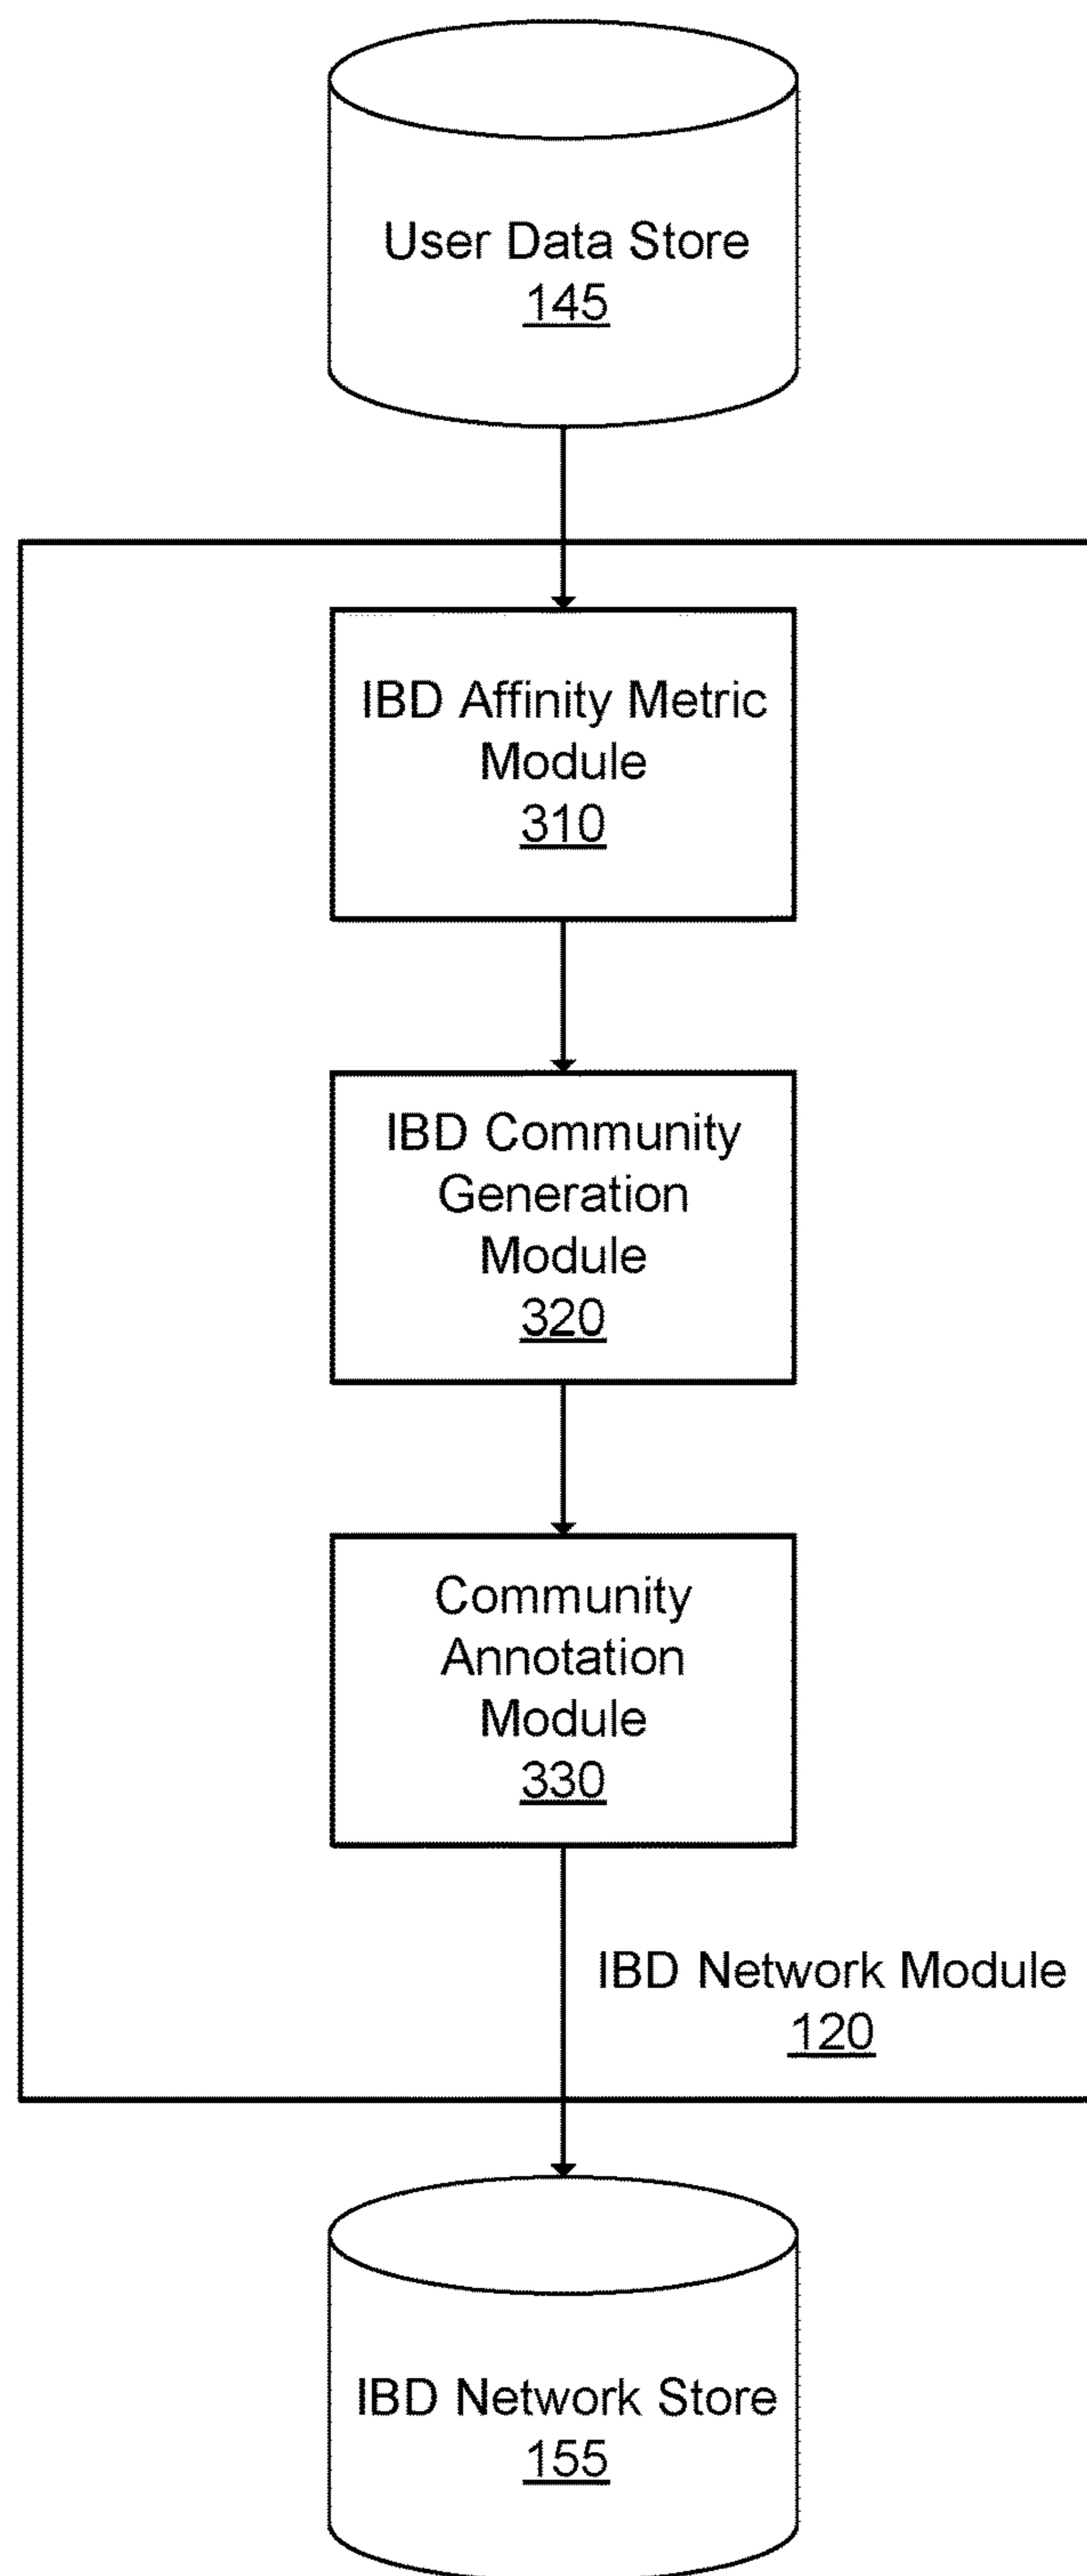 User Data Store
145
IBD Affinity Metric
Module
310
IBD Community
Generation
Module
320
Community
Annotation
Module
330
IBD Network Module
120
IBD Network Store
155